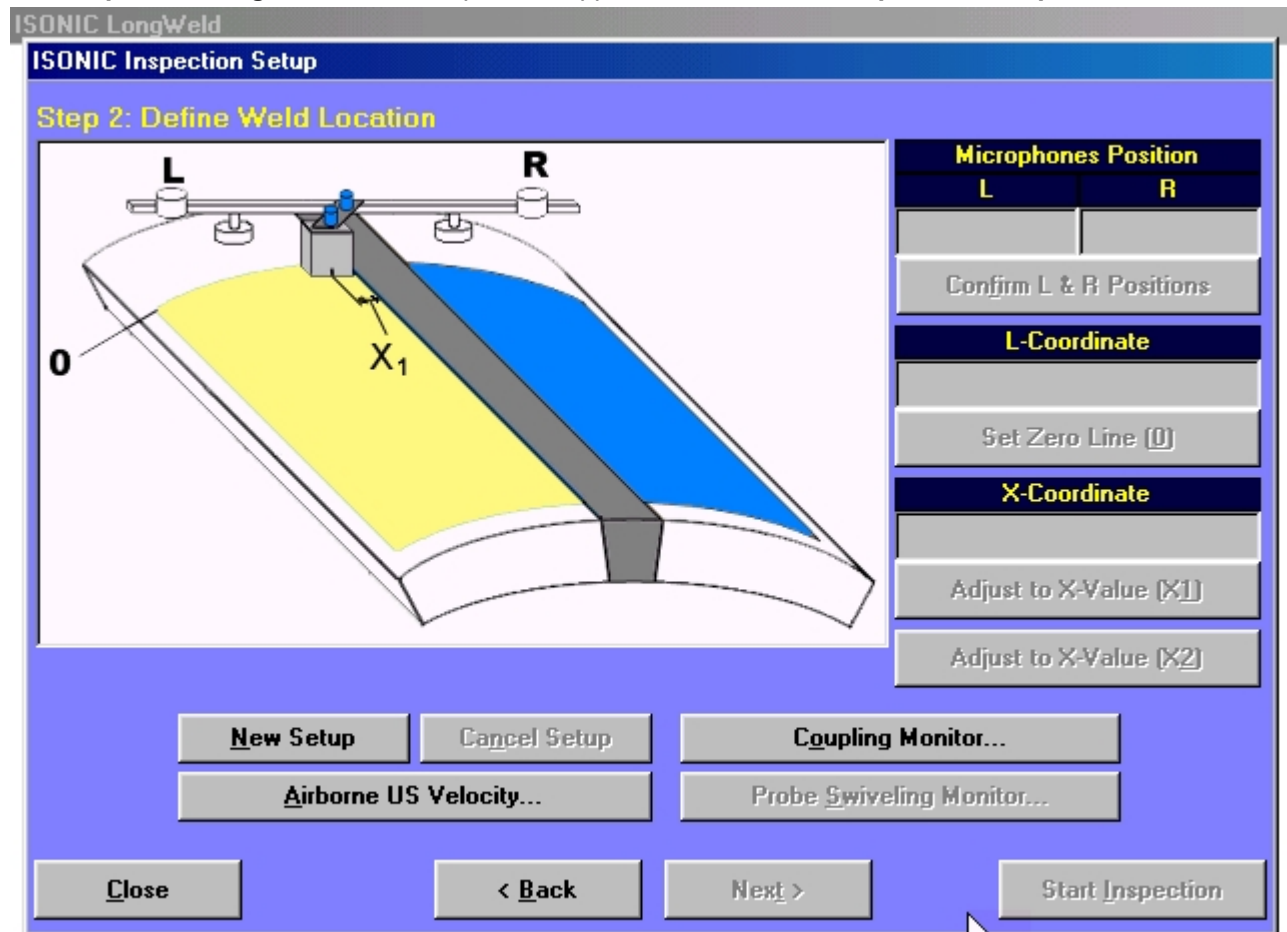 ISONIC LongWeld
ISONIC Inspection Setup
Step 2: Define Weld Location
L
R
0
X₁
Microphones Position
L R
Confirm L & R Positions
L-Coordinate
Set Zero Line (0)
X-Coordinate
Adjust to X-Value (X1)
Adjust to X-Value (X2)
New Setup Cancel Setup Coupling Monitor...
Airborne US Velocity... Probe Swiveling Monitor...
Close < Back Next > Start Inspection